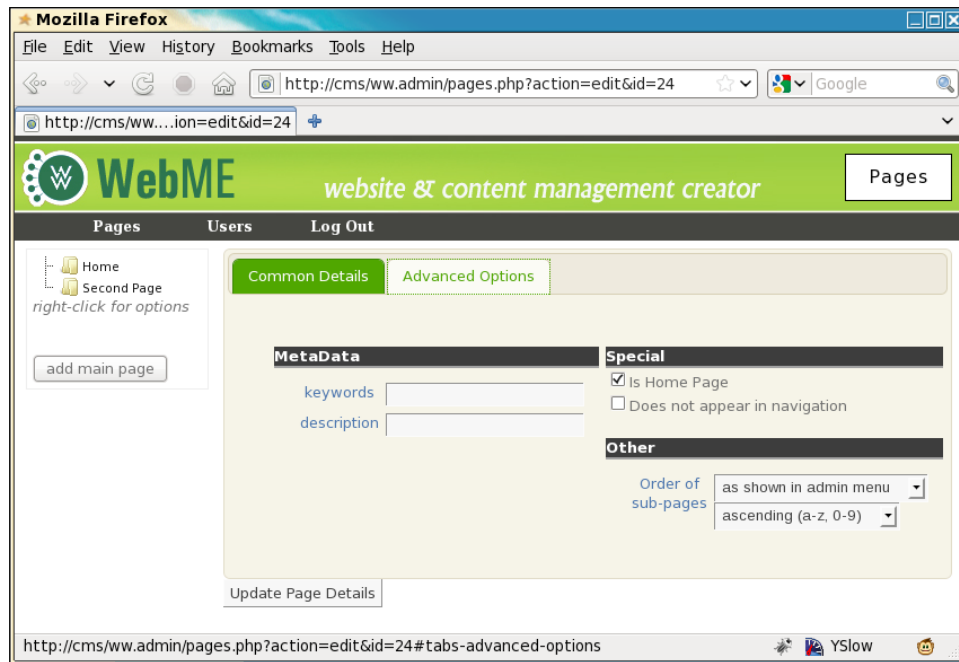 Mozilla Firefox
File Edit View History Bookmarks Tools Help
http://cms/ww.admin/pages.php?action=edit&id=24
Google
http://cms/ww....ion=edit&id=24
W WebME website & content management creator
Pages
Pages Users Log Out
Home
Second Page
right-click for options
add main page
Common Details Advanced Options
MetaData
keywords
description
Special
Is Home Page
Does not appear in navigation
Other
Order of
sub-pages
as shown in admin menu
ascending (a-z, 0-9)
Update Page Details
http://cms/ww.admin/pages.php?action=edit&id=24#tabs-advanced-options YSlow